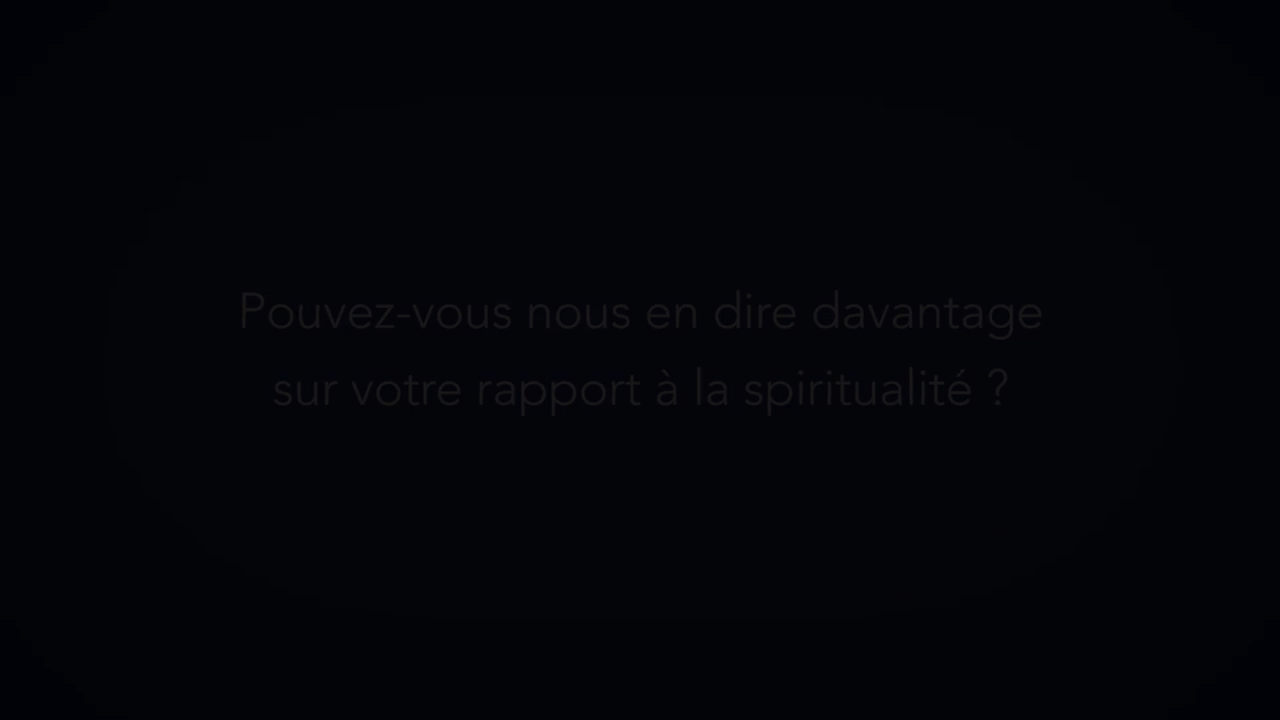 Pouvez-vous nous en dire davantage
sur votre rapport à la spiritualité ?